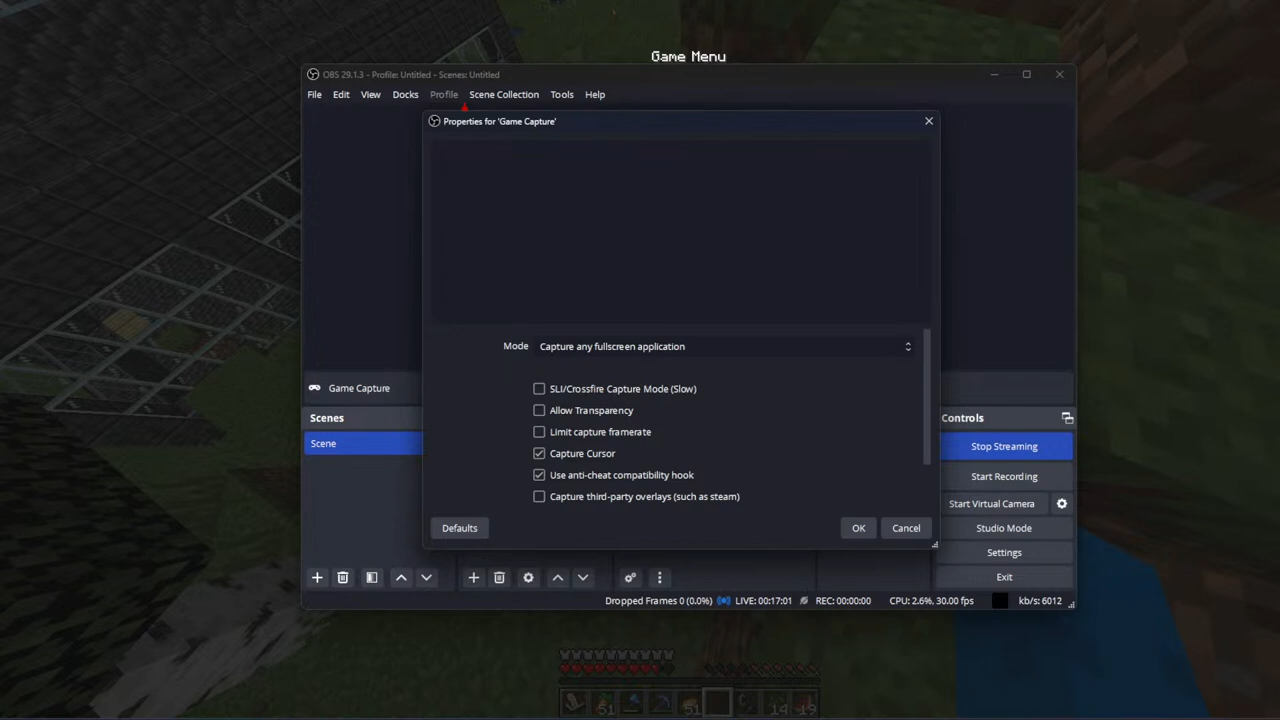 Game Menu
OBS 29.1.3 - Profile: Untitled - Scenes: Untitled
File Edit View Docks Profile Scene Collection Tools Help
Properties for 'Game Capture'
Mode Capture any fullscreen application
Game Capture
SLI/Crossfire Capture Mode (Slow)
Allow Transparency
Limit capture framerate
Capture Cursor
Use anti-cheat compatibility hook
Capture third-party overlays (such as steam)
Defaults OK Cancel
Scenes
Scene
Controls
Stop Streaming
Start Recording
Start Virtual Camera
Studio Mode
Settings
Exit
Dropped Frames 0 (0.0%) LIVE: 00:17:01 REC: 00:00:00 CPU: 2.6%, 30.00 fps kb/s: 6012
51 51 14 19